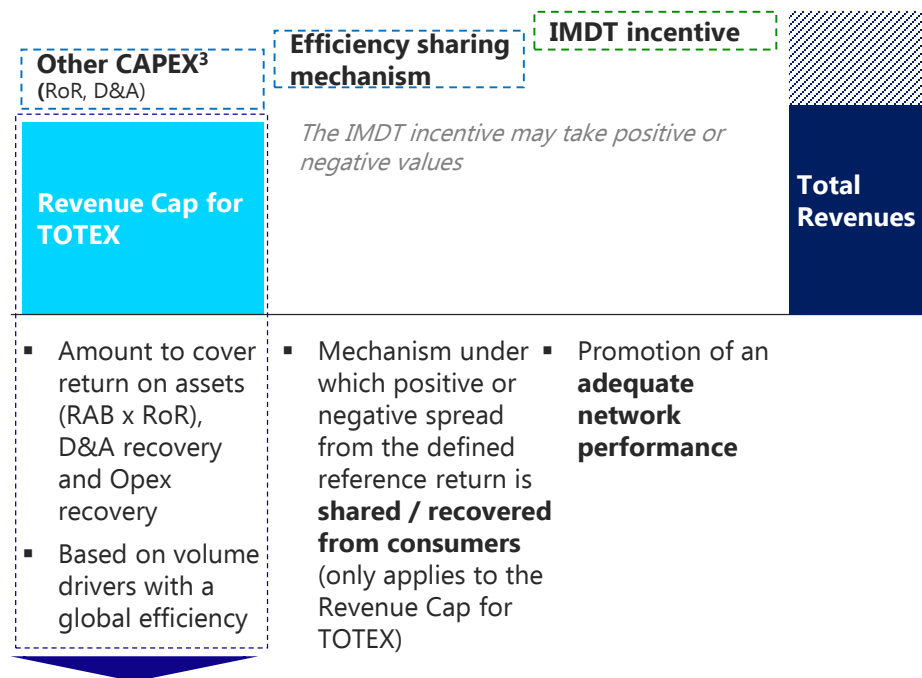 Other CAPEX³
(RoR, D&A)
Efficiency sharing
mechanism
IMDT incentive
The IMDT incentive may take positive or
negative values
Revenue Cap for
TOTEX
Total
Revenues
▪ Amount to cover
return on assets
(RAB x RoR),
D&A recovery
and Opex
recovery
▪ Based on volume
drivers with a
global efficiency
▪ Mechanism under
which positive or
negative spread
from the defined
reference return is
shared / recovered
from consumers
(only applies to the
Revenue Cap for
TOTEX)
▪ Promotion of an
adequate
network
performance